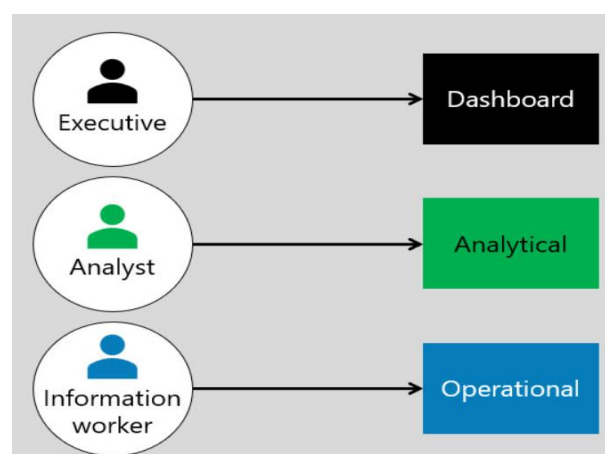 Executive
Dashboard
Analyst
Analytical
Information
worker
Operational